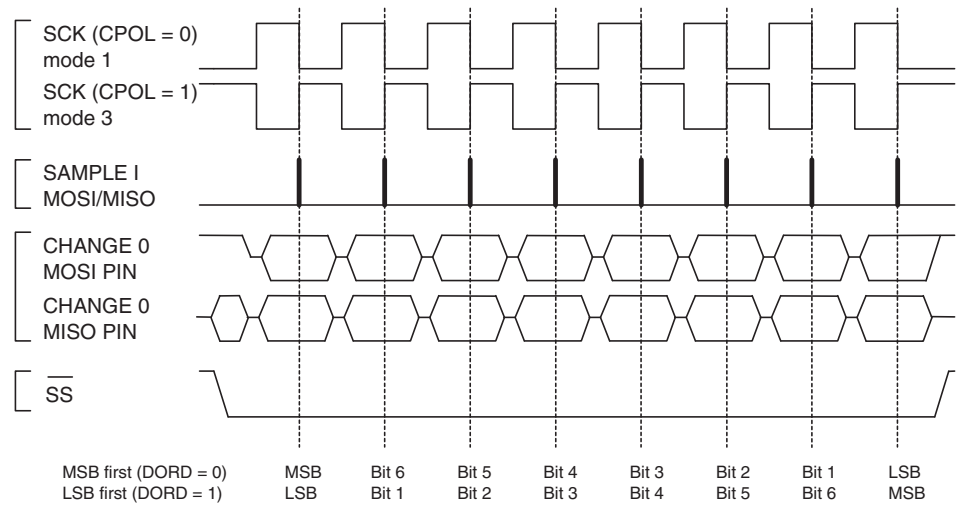 SCK (CPOL = 0)
mode 1
SCK (CPOL = 1)
mode 3
SAMPLE I
MOSI/MISO
CHANGE 0
MOSI PIN
CHANGE 0
MISO PIN
SS
MSB first (DORD = 0) MSB Bit 6 Bit 5 Bit 4 Bit 3 Bit 2 Bit 1 LSB
LSB first (DORD = 1) LSB Bit 1 Bit 2 Bit 3 Bit 4 Bit 5 Bit 6 MSB